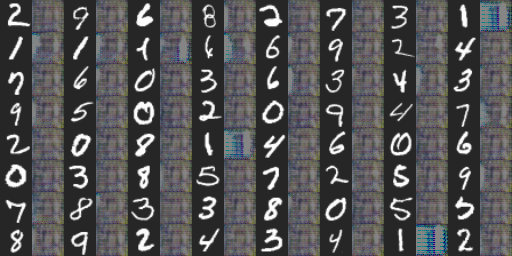 2 9 6 8 2 7 3 1
1 1 1 6 6 9 2 4
7 6 0 3 6 3 4 3
9 5 0 2 0 9 4 7
2 0 8 1 4 6 0 6
0 3 8 5 7 2 5 9
7 8 3 3 8 0 5 5
8 9 2 4 3 4 1 2